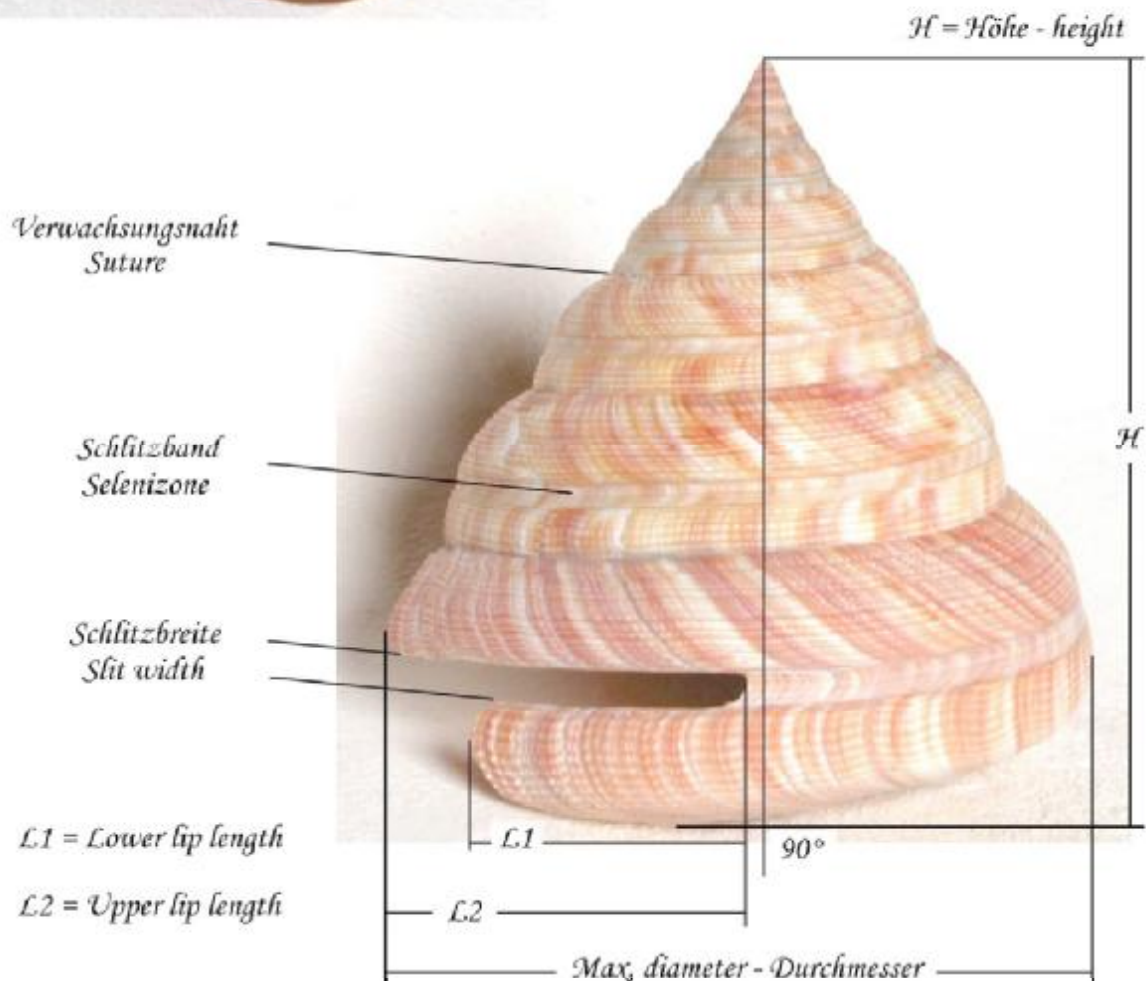 H = Höhe - height
Verwachsungsnaht
Suture
H
Schlitzband
Selenizone
Schlitzbreite
Slit width
L1 = Lower lip length
L1
90°
L2 = Upper lip length
L2
Max. diameter - Durchmesser